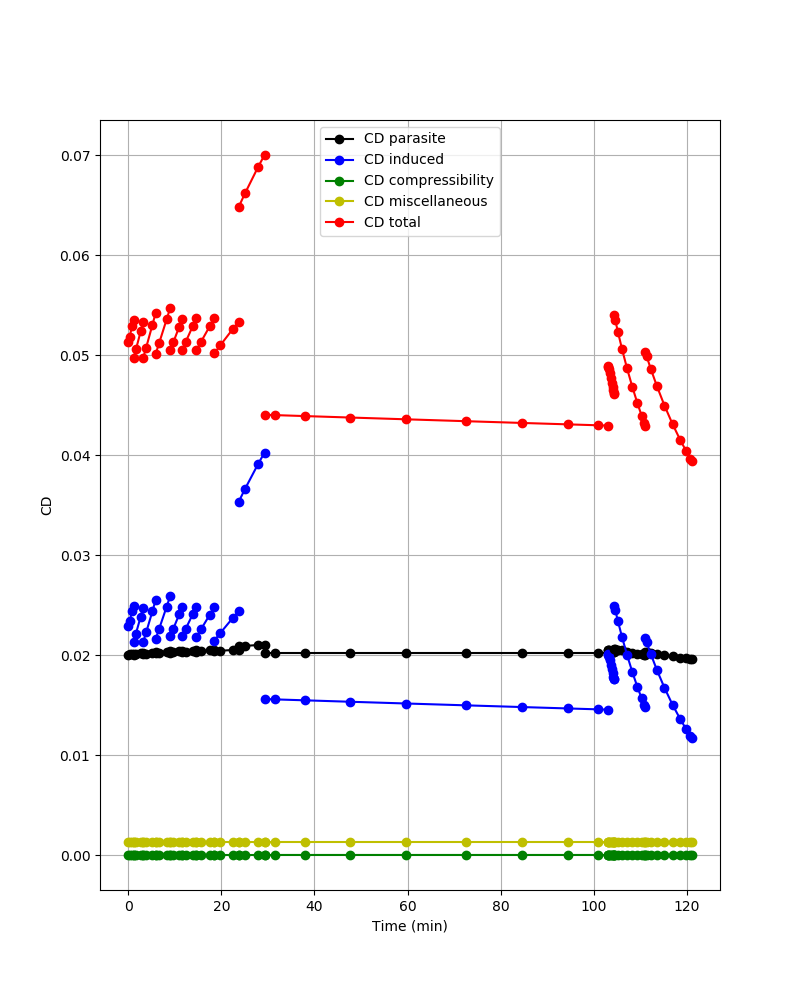 0.07
0.06
0.05
0.04
0.03
0.02
0.01
0.00
CD
CD parasite
CD induced
CD compressibility
CD miscellaneous
CD total
0 20 40 60 80 100 120
Time (min)